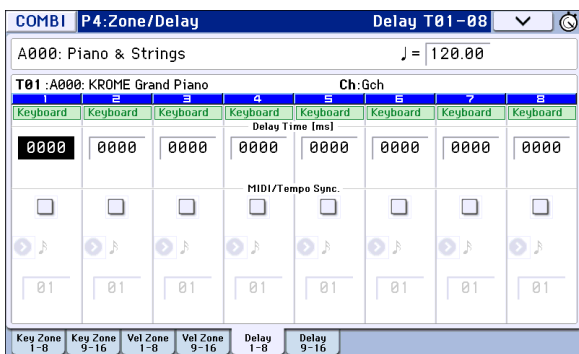 COMBI P4:Zone/Delay Delay T01-08
A000: Piano & Strings ♩= 120.00
T01 :A000: KROME Grand Piano Ch:Gch
1 2 3 4 5 6 7 8
Keyboard Keyboard Keyboard Keyboard Keyboard Keyboard Keyboard Keyboard
Delay Time [ms]
0000 0000 0000 0000 0000 0000 0000 0000
MIDI/Tempo Sync.
01 01 01 01 01 01 01 01
Key Zone Key Zone Vel Zone Vel Zone Delay Delay
1-8 9-16 1-8 9-16 1-8 9-16